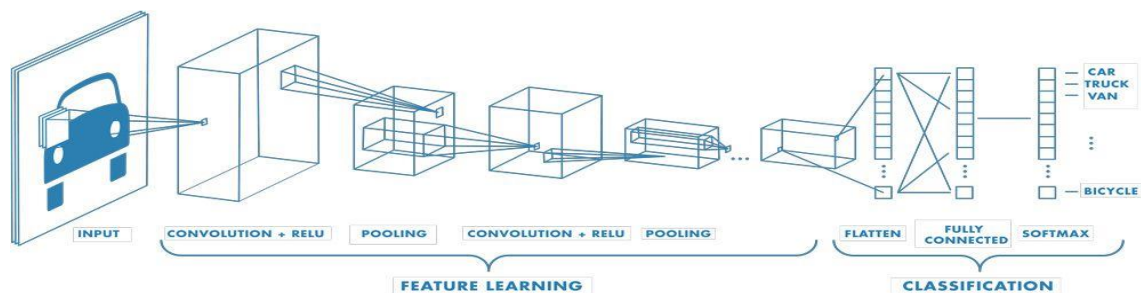 CAR
TRUCK
VAN
BICYCLE
INPUT
CONVOLUTION + RELU
POOLING
CONVOLUTION + RELU
POOLING
FLATTEN
FULLY
CONNECTED
SOFTMAX
FEATURE LEARNING
CLASSIFICATION